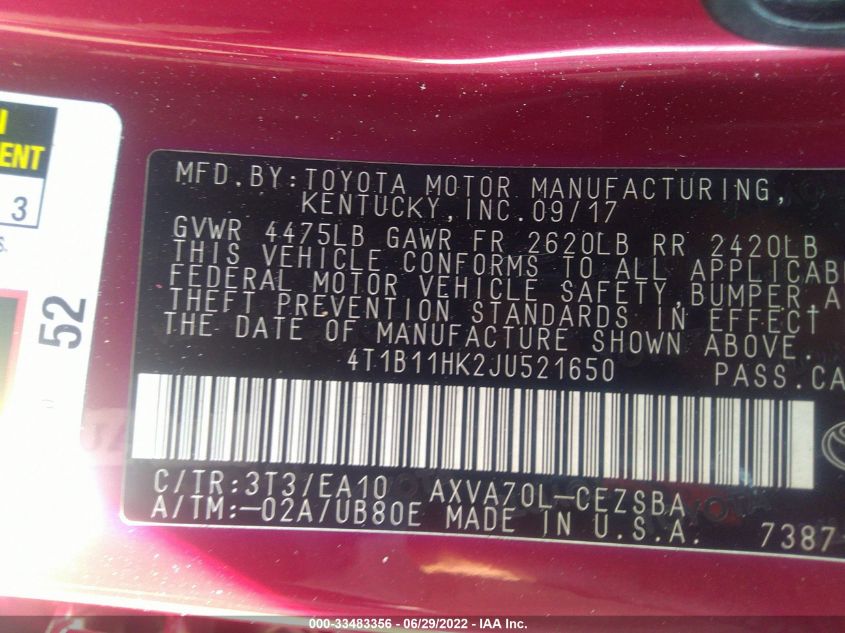 ENT
3
S.
52
MFD.BY:TOYOTA MOTOR MANUFACTURING,
KENTUCKY,INC.09/17
GVWR 4475LB GAWR FR 2620LB RR 2420LB
THIS VEHICLE CONFORMS TO ALL APPLICAB
FEDERAL MOTOR VEHICLE SAFETY,BUMPER,A
THEFT PREVENTION STANDARDS IN EFFECT
THE DATE OF MANUFACTURE SHOWN ABOVE.
4T1B11HK2JU521650 PASS.CA
C/TR:3T3/EA10 AXVA70L-CEZSBA
A/TM:-02A/UB80E MADE IN U.S.A. 7387
000-33483356 - 06/29/2022 - IAA Inc.